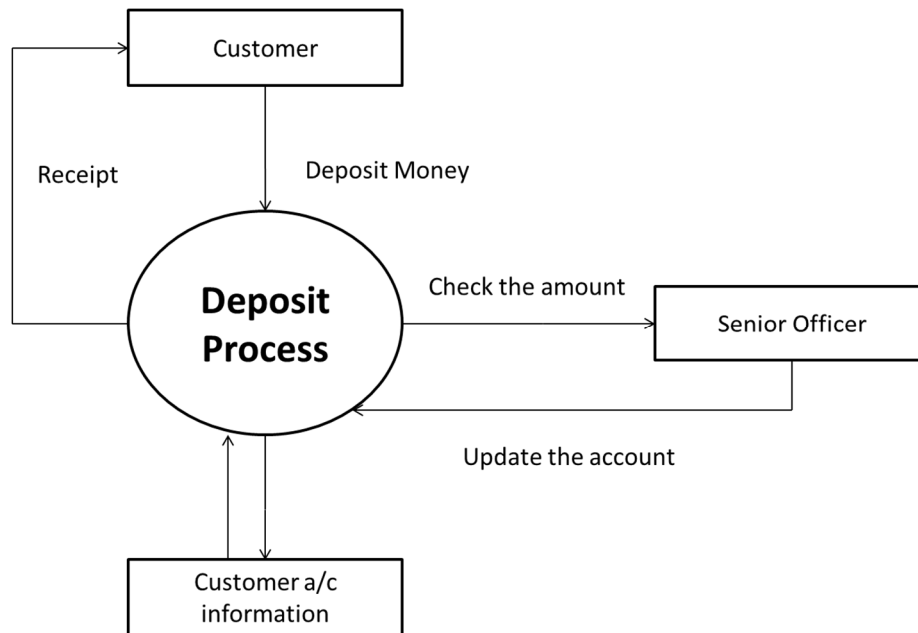 Customer
Receipt
Deposit Money
Deposit
Process
Check the amount
Senior Officer
Update the account
Customer a/c
information